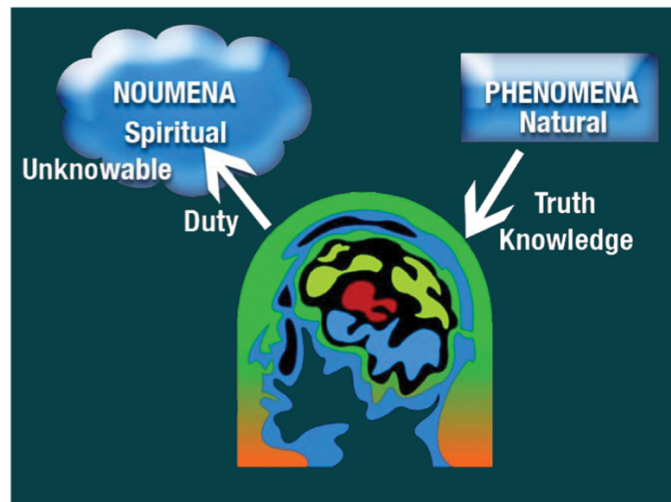 NOUMENA
Spiritual
Unknowable
Duty
PHENOMENA
Natural
Truth
Knowledge